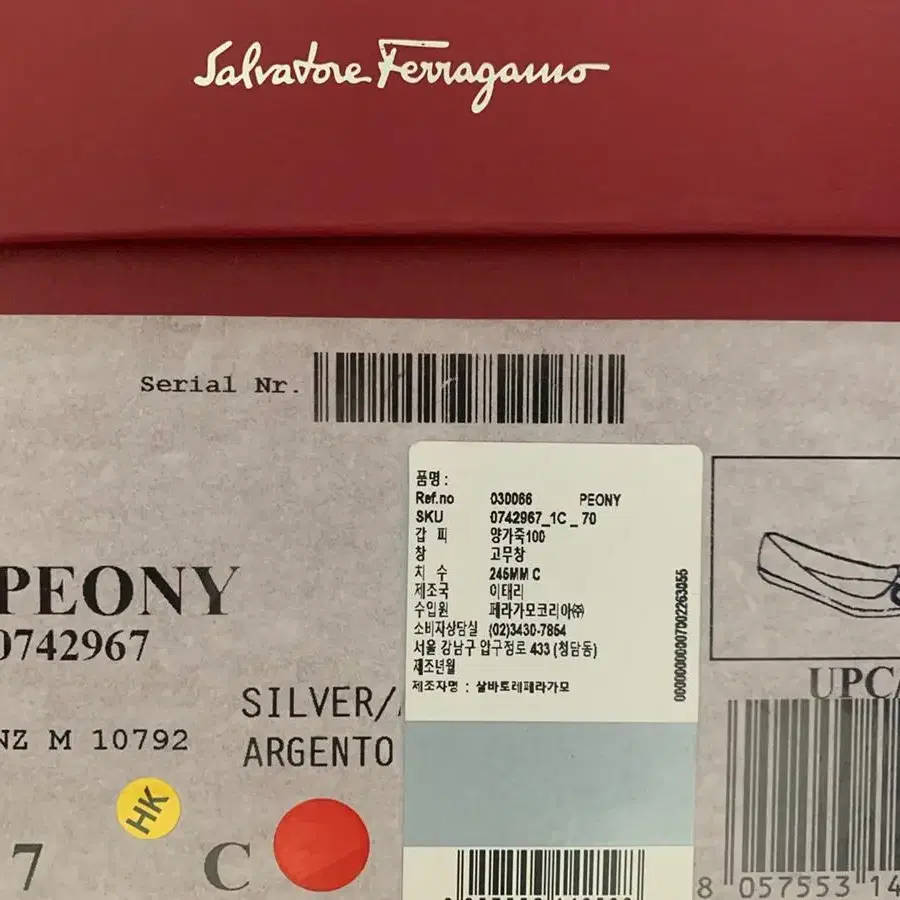 Salvatore Ferragamo
Serial Nr.
PEONY
0742967
NZ M 10792
SILVER/
ARGENTO
HK
7
C
품명 :
Ref.no 030066 PEONY
SKU 0742967_1C _ 70
갑 피 양가죽100
창 고무창
치 수 245MM C
제조국 이태리
수입원 페라가모코리아㈜
소비자상담실 (02)3430-7854
서울 강남구 압구정로 433 (청담동)
제조년월
제조자명 : 살바토레페라가모
00000000007002263055
UPC/
8 057553 14